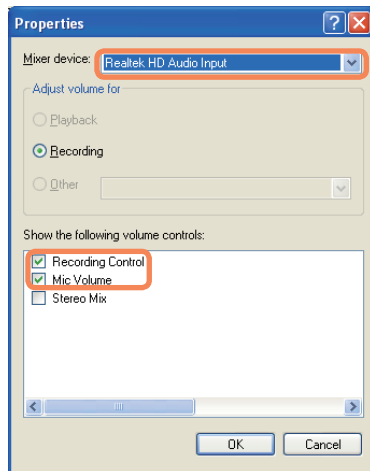 Properties
Mixer device: Realtek HD Audio Input
Adjust volume for
Playback
Recording
Other
Show the following volume controls:
Recording Control
Mic Volume
Stereo Mix
OK Cancel